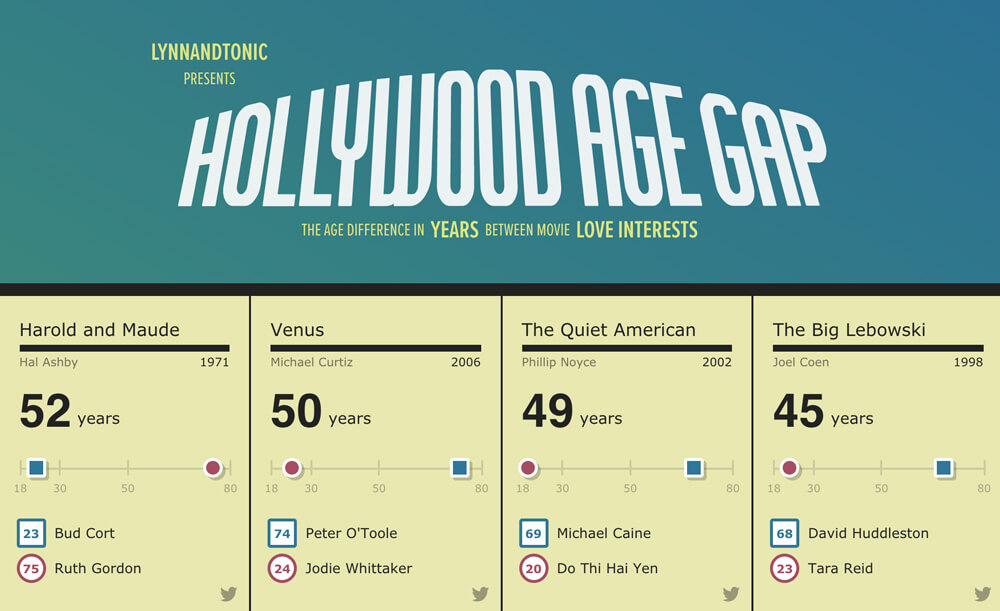 LYNNANDTONIC
PRESENTS
HOLLYWOOD AGE GAP
THE AGE DIFFERENCE IN YEARS BETWEEN MOVIE LOVE INTERESTS
Harold and Maude
Hal Ashby 1971
52 years
18 30 50 80
23 Bud Cort
75 Ruth Gordon
Venus
Michael Curtiz 2006
50 years
18 30 50 80
74 Peter O'Toole
24 Jodie Whittaker
The Quiet American
Phillip Noyce 2002
49 years
18 30 50 80
69 Michael Caine
20 Do Thi Hai Yen
The Big Lebowski
Joel Coen 1998
45 years
18 30 50 80
68 David Huddleston
23 Tara Reid